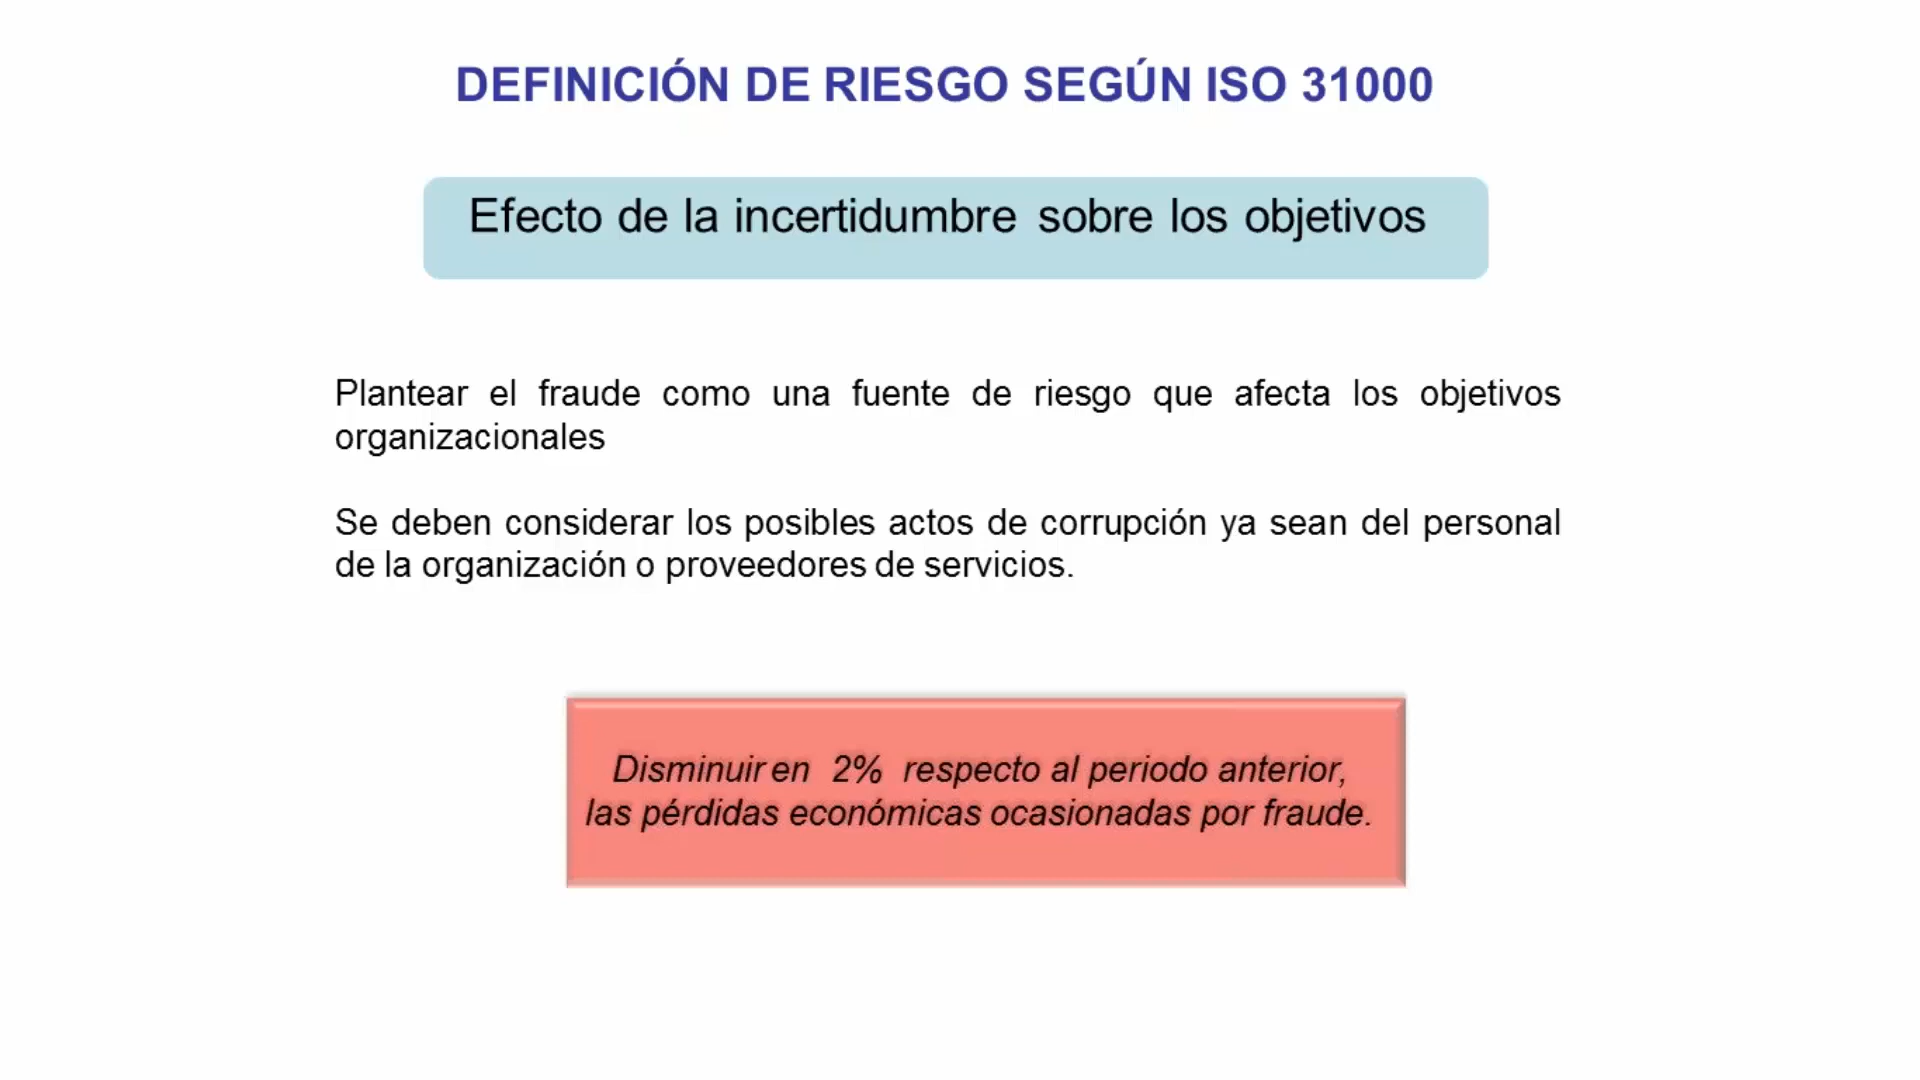 DEFINICIÓN DE RIESGO SEGÚN ISO 31000
Efecto de la incertidumbre sobre los objetivos
Plantear el fraude como una fuente de riesgo que afecta los objetivos
organizacionales
Se deben considerar los posibles actos de corrupción ya sean del personal
de la organización o proveedores de servicios.
Disminuir en 2% respecto al periodo anterior,
las pérdidas económicas ocasionadas por fraude.